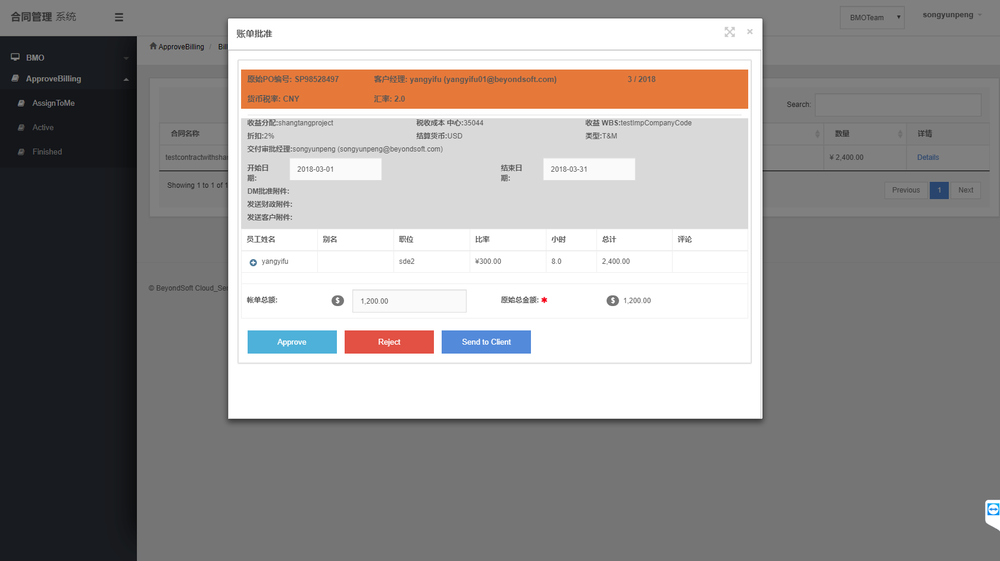 合同管理 系统
BMOTeam
songyunpeng
账单批准
ApproveBilling / Bill
BMO
ApproveBilling
AssignToMe
Active
Finished
原始PO编号: SP98528497 客户经理: yangyifu (yangyifu01@beyondsoft.com) 3 / 2018
货币税率: CNY 汇率: 2.0
Search:
收益分配:shangtangproject 税收成本 中心:35044 收益 WBS:testImpCompanyCode
折扣:2% 结算货币:USD 类型:T&M
交付审批经理:songyunpeng (songyunpeng@beyondsoft.com)
开始日期: 2018-03-01 结束日期: 2018-03-31
DM批准附件:
发送财政附件:
发送客户附件:
合同名称 数量 详情
testcontractwithshar ¥ 2,400.00 Details
Showing 1 to 1 of 1
Previous 1 Next
员工姓名 别名 职位 比率 小时 总计 评论
yangyifu sde2 ¥300.00 8.0 2,400.00
帐单总额: $ 1,200.00 原始总金额: * $ 1,200.00
Approve Reject Send to Client
© BeyondSoft Cloud_Ser